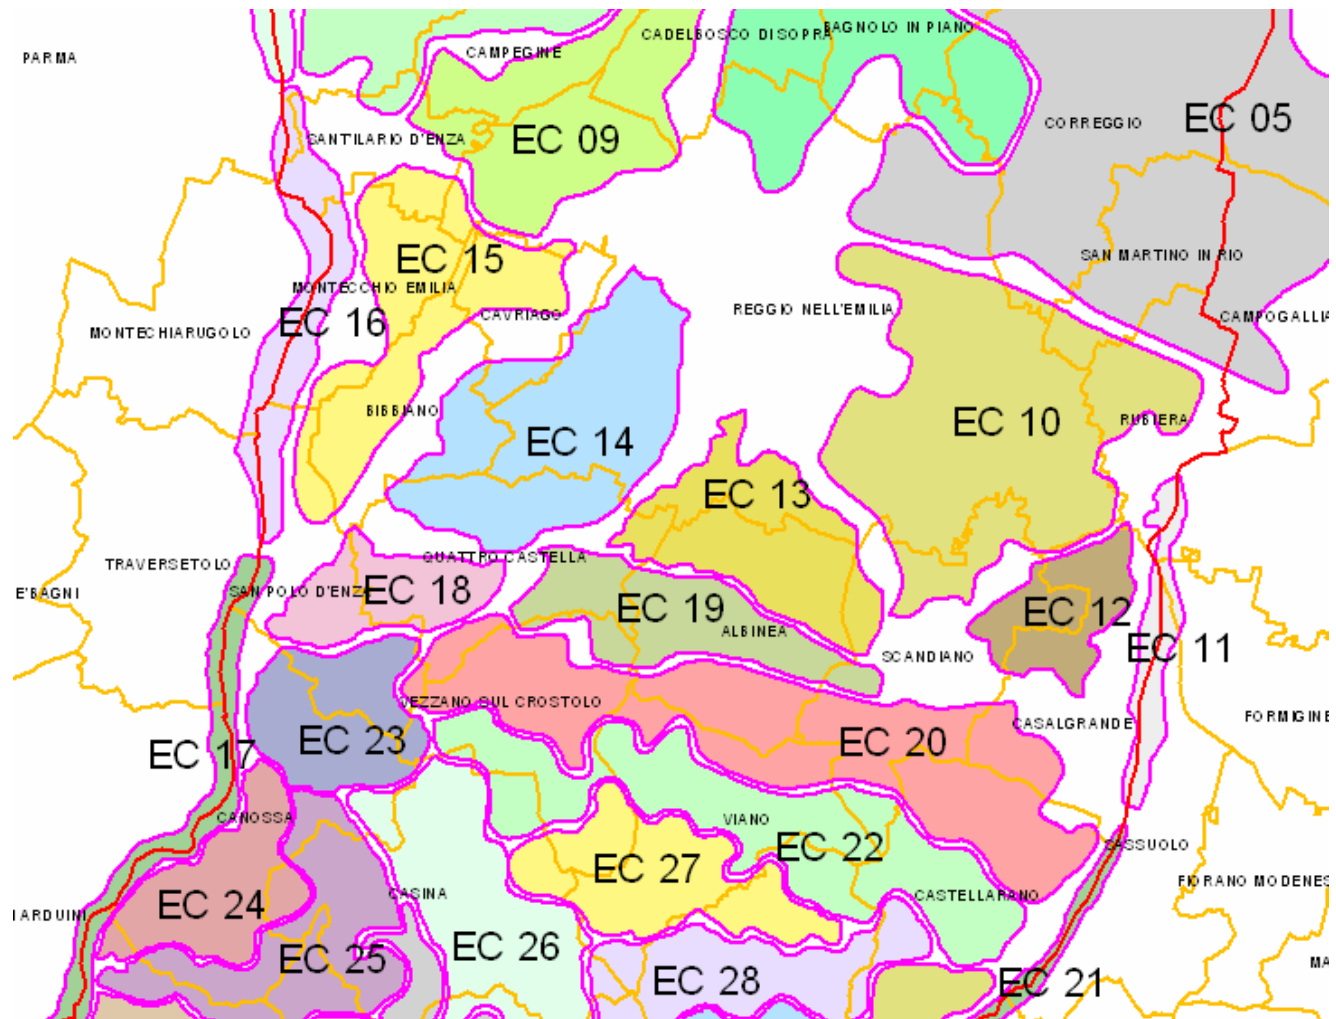 BAGNOLO IN PIANO
CADELBOSCO DI SOPRA
CAMPEGINE
PARMA
CORREGGIO
EC 05
SANT'ILARIO D'ENZA
EC 09
SAN MARTINO IN RIO
EC 15
MONTECCHIO EMILIA
REGGIO NELL'EMILIA
CAVRIAGO
CAMPOGALLIA
EC 16
MONTECHIARUGOLO
BIBBIANO
RUBIERA
EC 10
EC 14
EC 13
QUATTRO CASTELLA
TRAVERSETOLO
E'BAGNI
SAN POLO D'ENZA
EC 18
EC 19
EC 12
ALBINEA
EC 11
SCANDIANO
VEZZANO SUL CROSTOLO
FORMIGINE
CASALGRANDE
EC 17
EC 23
EC 20
CANOSSA
VIANO
EC 22
SASSUOLO
EC 27
FIORANO MODENES
CASINA
CASTELLARANO
EC 24
I ARDUINI
EC 26
EC 25
MA
EC 28
EC 21